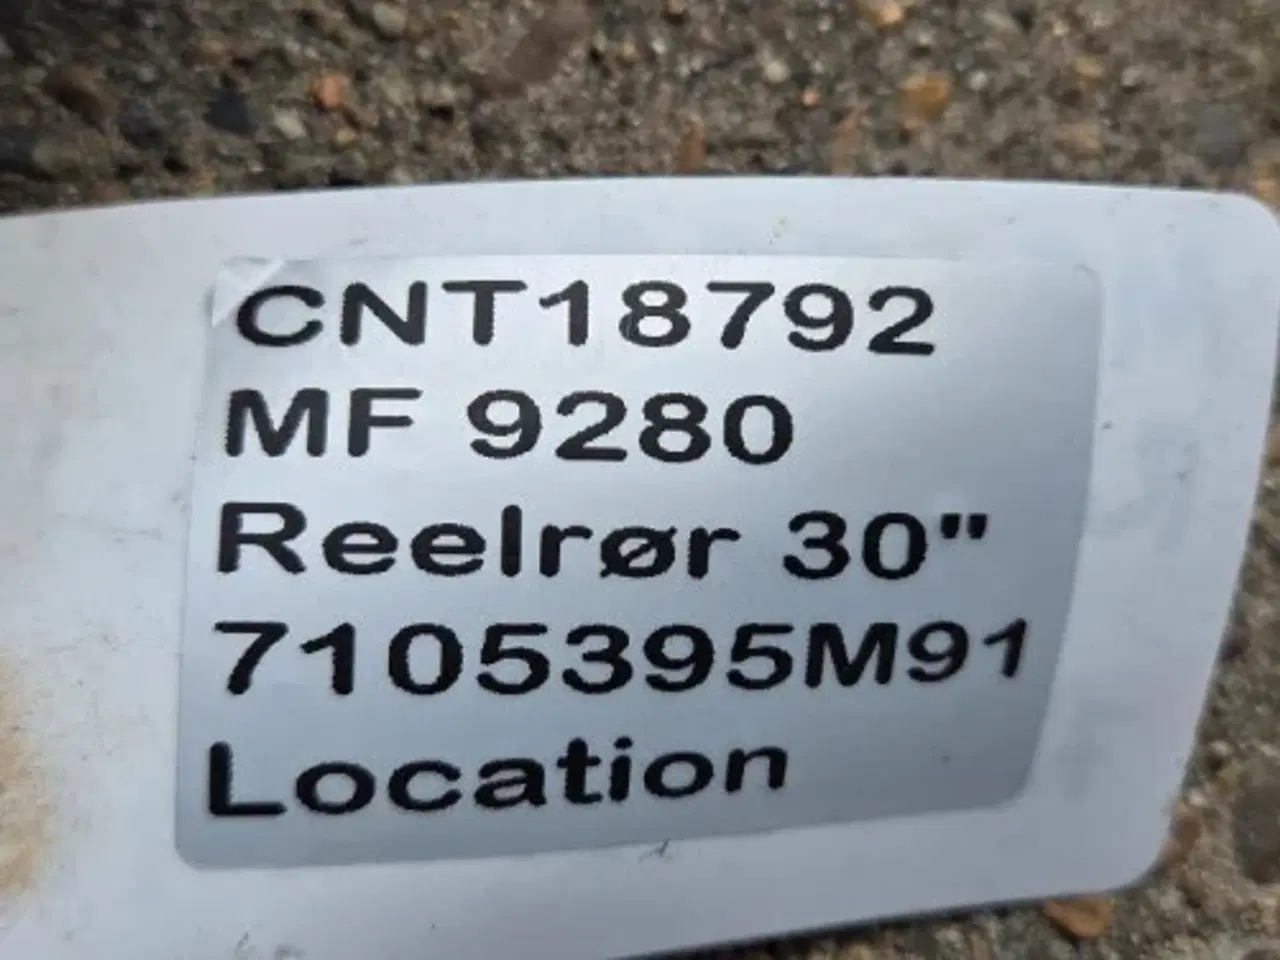 CNT18792
MF 9280
Reelrør 30"
7105395M91
Location